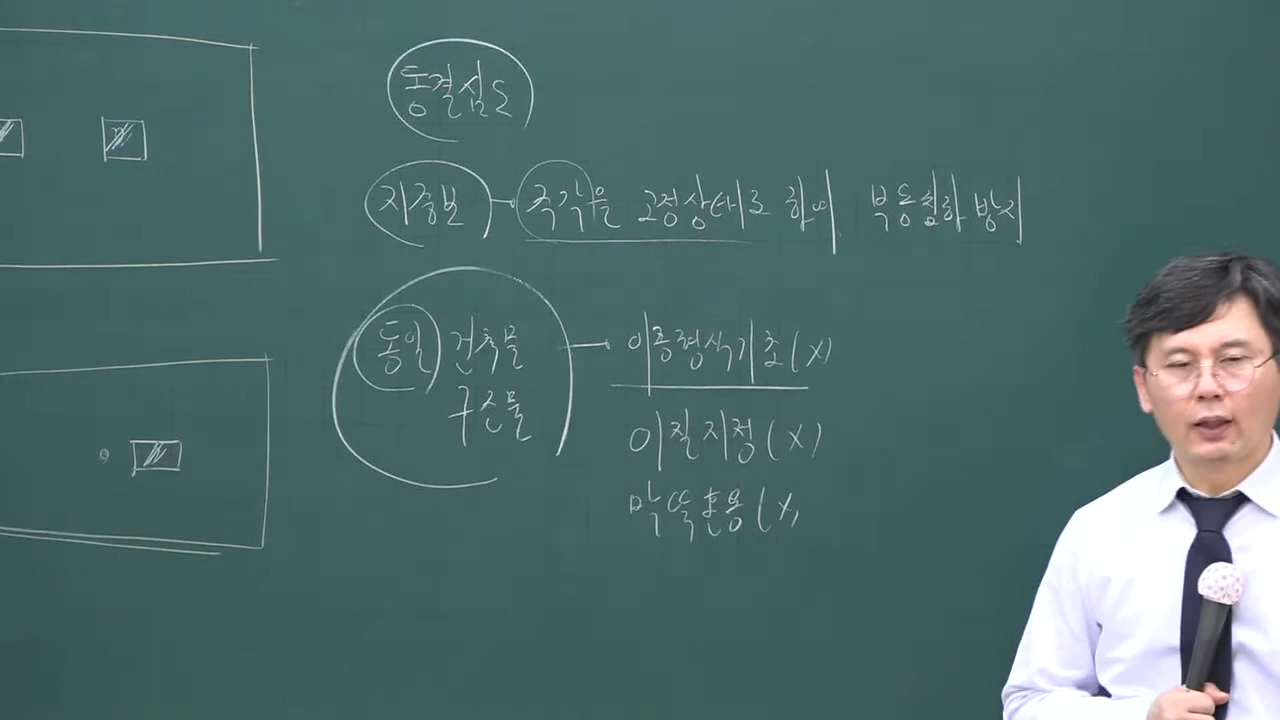 동결심도
지중보 주각을 고정상태로 하여 부동침하 방지
동일 건축물 이종형식기초(X)
구조물
이질지정(X)
말뚝혼용(X)